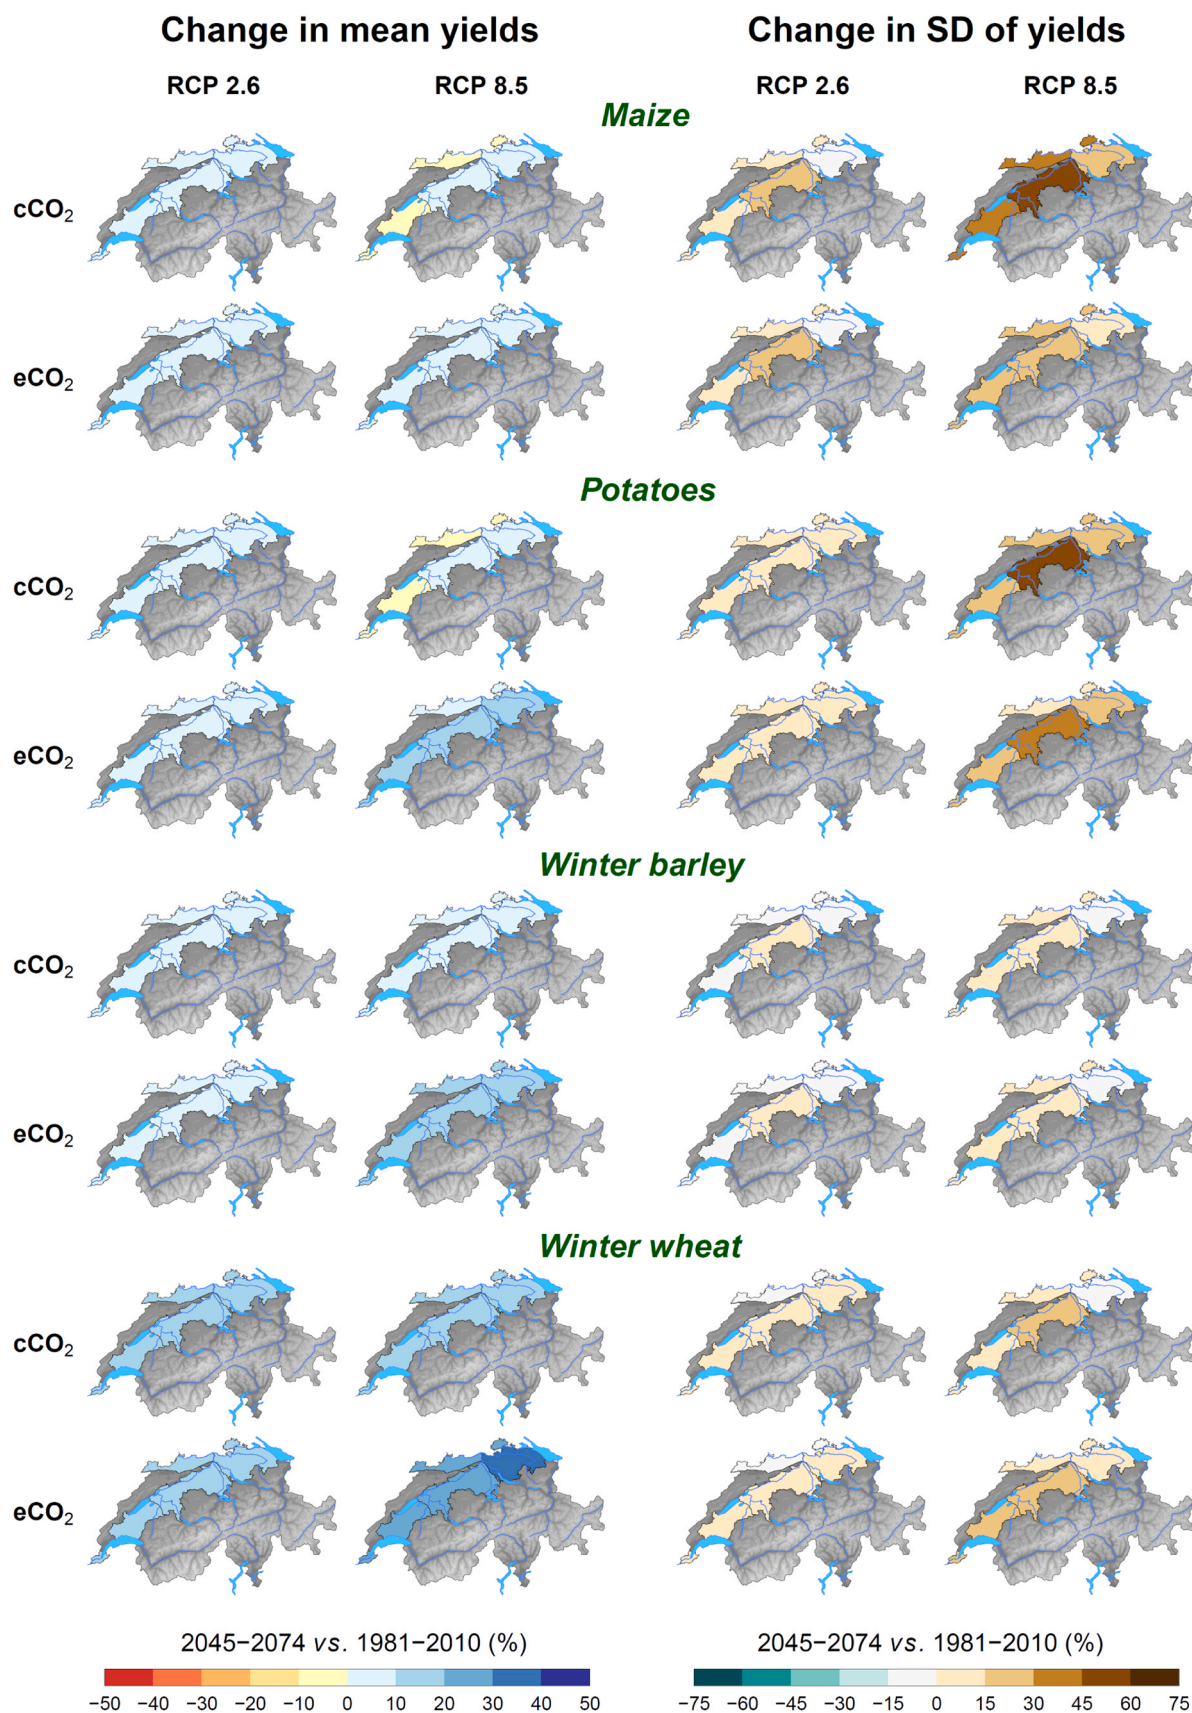 Change in mean yields Change in SD of yields
RCP 2.6 RCP 8.5 RCP 2.6 RCP 8.5
Maize
cCO₂
eCO₂
Potatoes
cCO₂
eCO₂
Winter barley
cCO₂
eCO₂
Winter wheat
cCO₂
eCO₂
2045−2074 vs. 1981−2010 (%) 2045−2074 vs. 1981−2010 (%)
−50 −40 −30 −20 −10 0 10 20 30 40 50 −75 −60 −45 −30 −15 0 15 30 45 60 75